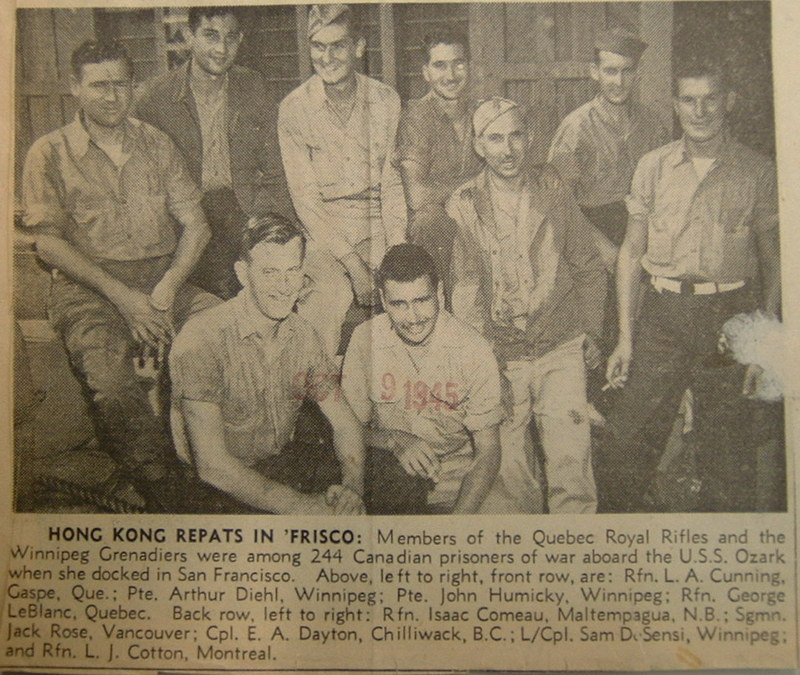 OCT 9 1945
HONG KONG REPATS IN 'FRISCO: Members of the Quebec Royal Rifles and the
Winnipeg Grenadiers were among 244 Canadian prisoners of war aboard the U.S.S. Ozark
when she docked in San Francisco. Above, left to right, front row, are: Rfn. L. A. Cunning,
Gaspe, Que.; Pte. Arthur Diehl, Winnipeg; Pte. John Humicky, Winnipeg; Rfn. George
LeBlanc, Quebec. Back row, left to right: Rfn. Isaac Comeau, Maltempagua, N.B.; Sgmn.
Jack Rose, Vancouver; Cpl. E. A. Dayton, Chilliwack, B.C.; L/Cpl. Sam Sensi, Winnipeg;
and Rfn. L. J. Cotton, Montreal.